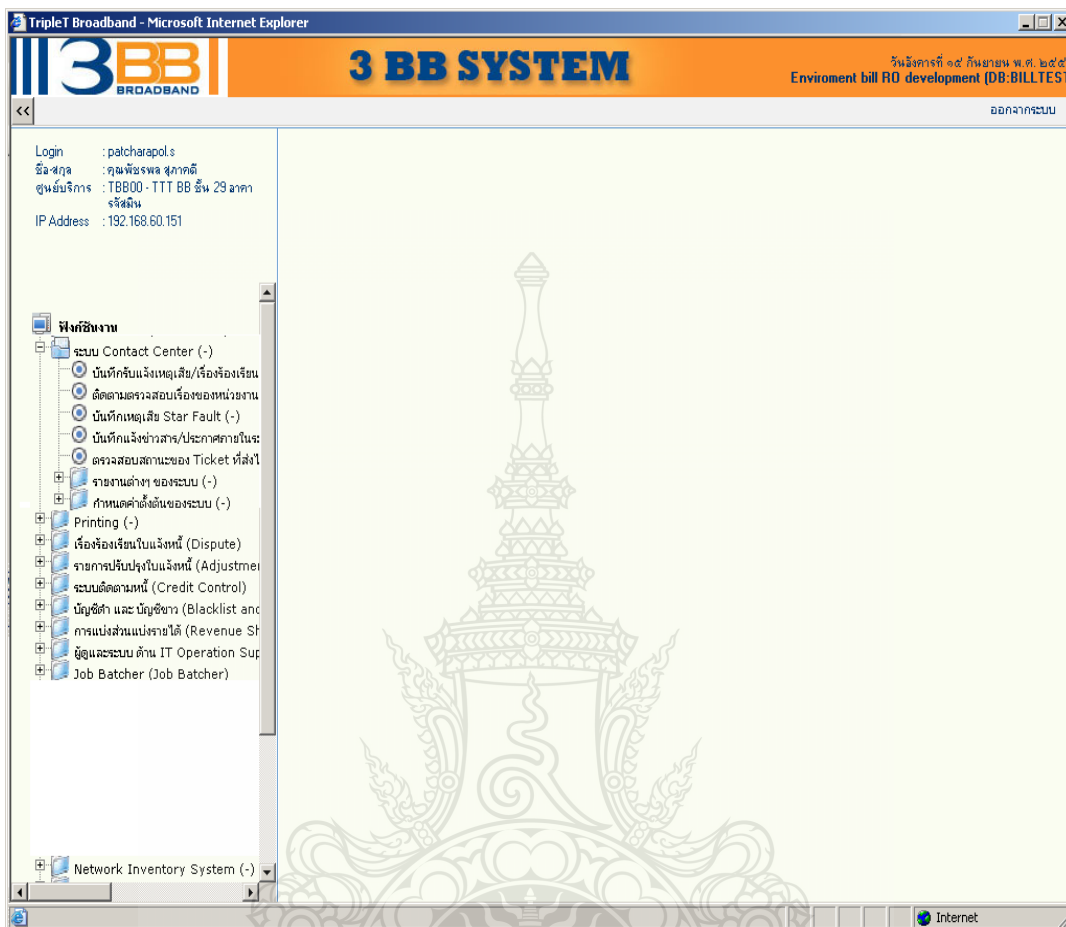 TripleT Broadband - Microsoft Internet Explorer
3BB
BROADBAND
3 BB SYSTEM
วันอังคารที่ ๑๕ กันยายน พ.ศ. ๒๕๕
Enviroment bill RO development (DB:BILLTEST
<<
ออกจากระบบ
Login : patcharapol.s
ชื่อ-สกุล : คุณพัชรพล สุภาคดี
ศูนย์บริการ : TBB00 - TTT BB ชั้น 29 อาคา
รจัสมิน
IP Address : 192.168.60.151
ฟังก์ชันงาน
ระบบ Contact Center (-)
บันทึกรับแจ้งเหตุเสีย/เรื่องร้องเรียน
ติดตามตรวจสอบเรื่องของหน่วยงาน
บันทึกเหตุเสีย Star Fault (-)
บันทึกแจ้งข่าวสาร/ประกาศภายในระ
ตรวจสอบสถานะของ Ticket ที่ส่งไ
รายงานต่างๆ ของระบบ (-)
กำหนดค่าตั้งต้นของระบบ (-)
Printing (-)
เรื่องร้องเรียนใบแจ้งหนี้ (Dispute)
รายการปรับปรุงใบแจ้งหนี้ (Adjustmer
ระบบติดตามหนี้ (Credit Control)
บัญชีดำ และ บัญชีขาว (Blacklist and
การแบ่งส่วนแบ่งรายได้ (Revenue Sh
ผู้ดูแลระบบ ด้าน IT Operation Sup
Job Batcher (Job Batcher)
Network Inventory System (-)
Internet